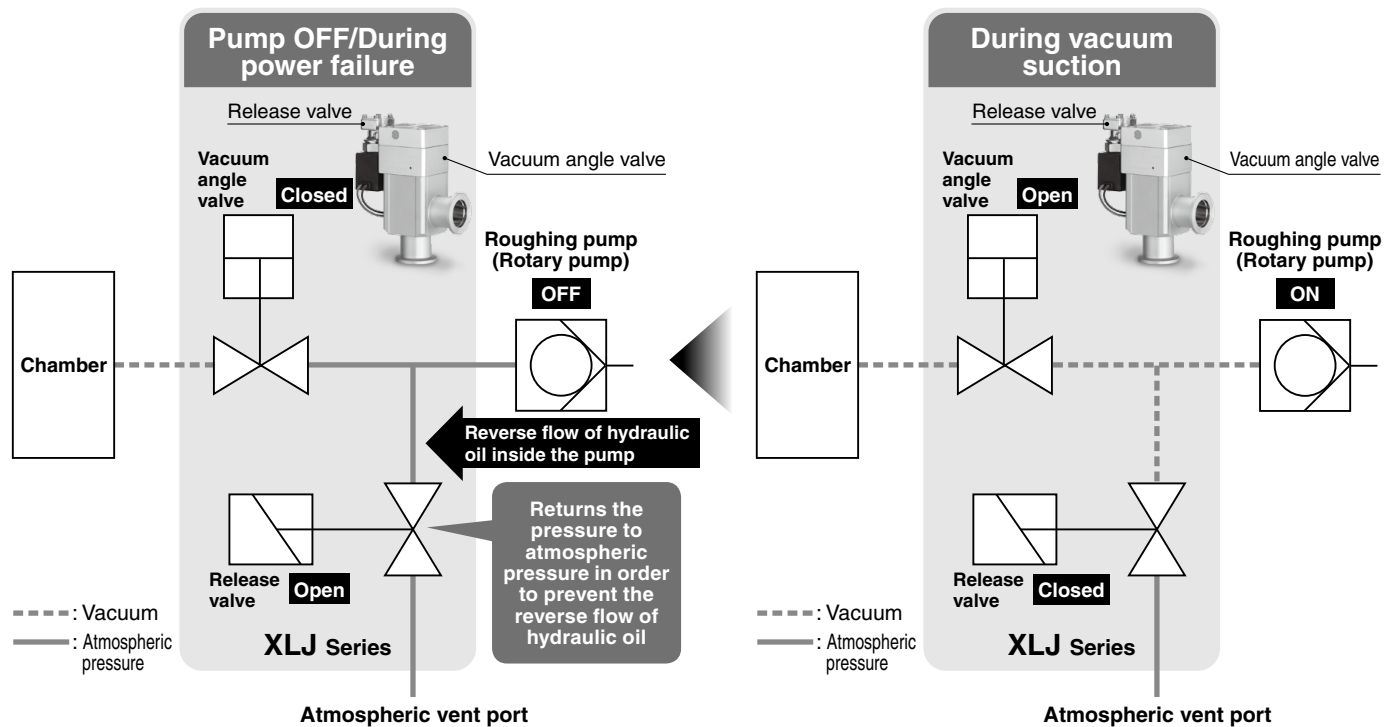 Pump OFF/During
power failure
Release valve
Vacuum angle valve
Vacuum
angle
valve
Closed
Roughing pump
(Rotary pump)
OFF
Chamber
Reverse flow of hydraulic
oil inside the pump
Returns the
pressure to
atmospheric
pressure in order
to prevent the
reverse flow of
hydraulic oil
Release
valve
Open
: Vacuum
: Atmospheric
pressure
XLJ Series
Atmospheric vent port
During vacuum
suction
Release valve
Vacuum angle valve
Vacuum
angle
valve
Open
Roughing pump
(Rotary pump)
ON
Chamber
Release
valve
Closed
: Vacuum
: Atmospheric
pressure
XLJ Series
Atmospheric vent port